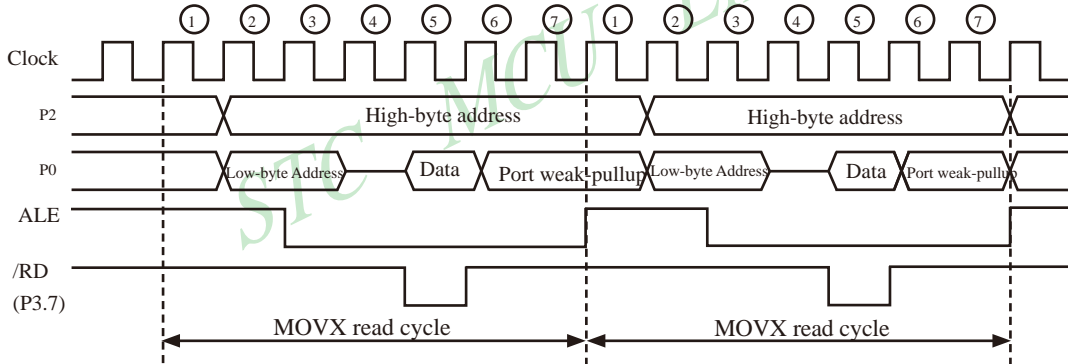 1 2 3 4 5 6 7 1 2 3 4 5 6 7
Clock
P2 High-byte address High-byte address
P0 Low-byte Address Data Port weak-pullup Low-byte Address Data Port weak-pullup
ALE
/RD
(P3.7)
MOVX read cycle MOVX read cycle
STC MCU